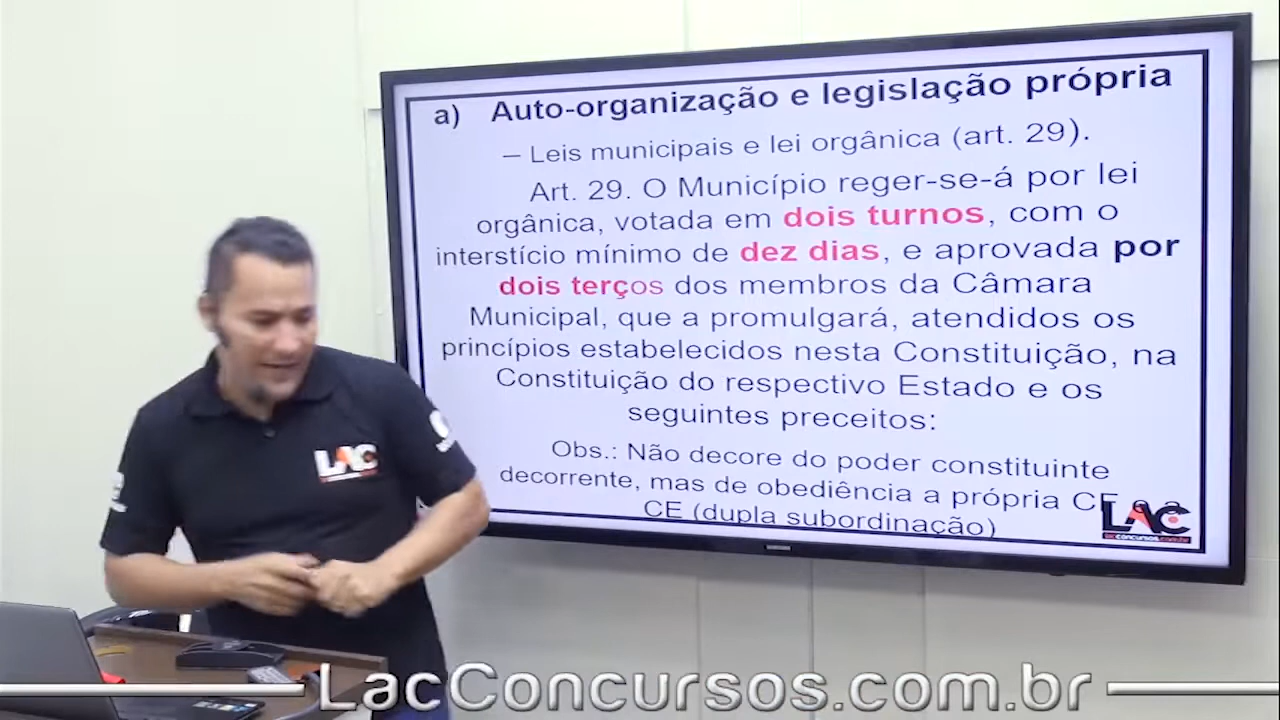 a) Auto-organização e legislação própria
– Leis municipais e lei orgânica (art. 29).
Art. 29. O Município reger-se-á por lei
orgânica, votada em dois turnos, com o
interstício mínimo de dez dias, e aprovada por
dois terços dos membros da Câmara
Municipal, que a promulgará, atendidos os
princípios estabelecidos nesta Constituição, na
Constituição do respectivo Estado e os
seguintes preceitos:
Obs.: Não decore do poder constituinte
decorrente, mas de obediência a própria CF e a
CE (dupla subordinação)
LAC
lacconcursos.com.br
LAC
LacConcursos.com.br